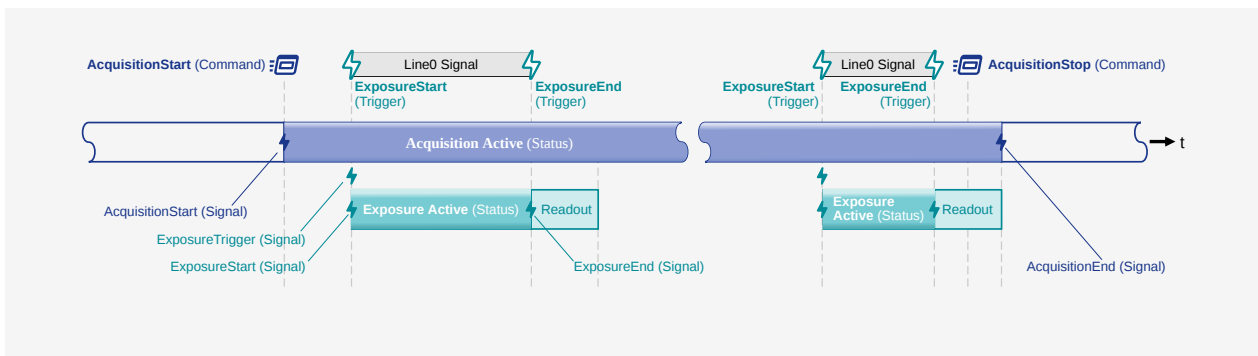 AcquisitionStart (Command)
Line0 Signal
Line0 Signal
AcquisitionStop (Command)
ExposureStart
(Trigger)
ExposureEnd
(Trigger)
ExposureStart
(Trigger)
ExposureEnd
(Trigger)
Acquisition Active (Status)
t
Exposure Active (Status)
Readout
Exposure
Active (Status)
Readout
AcquisitionStart (Signal)
ExposureTrigger (Signal)
ExposureStart (Signal)
ExposureEnd (Signal)
AcquisitionEnd (Signal)